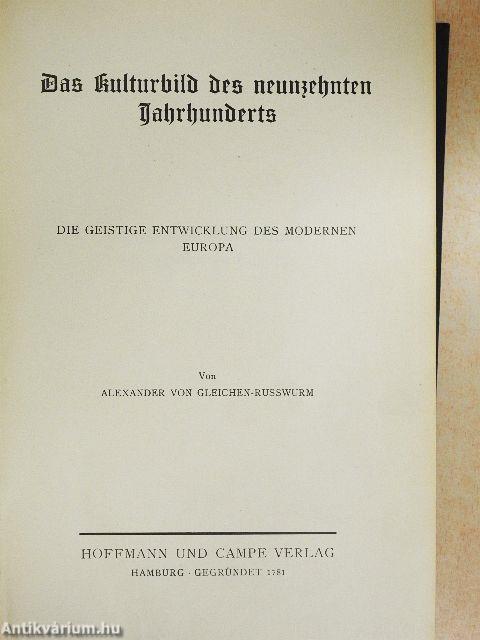 Das Kulturbild des neunzehnten
Jahrhunderts
DIE GEISTIGE ENTWICKLUNG DES MODERNEN
EUROPA
Von
ALEXANDER VON GLEICHEN-RUSSWURM
HOFFMANN UND CAMPE VERLAG
HAMBURG · GEGRÜNDET 1781
Antikvárium.hu